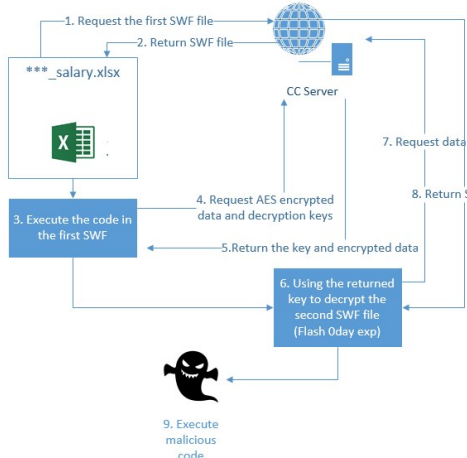 1. Request the first SWF file
2. Return SWF file
***_salary.xlsx
X
CC Server
7. Request data
8. Return S
4. Request AES encrypted
data and decryption keys
3. Execute the code in
the first SWF
5.Return the key and encrypted data
6. Using the returned
key to decrypt the
second SWF file
(Flash 0day exp)
9. Execute
malicious
code